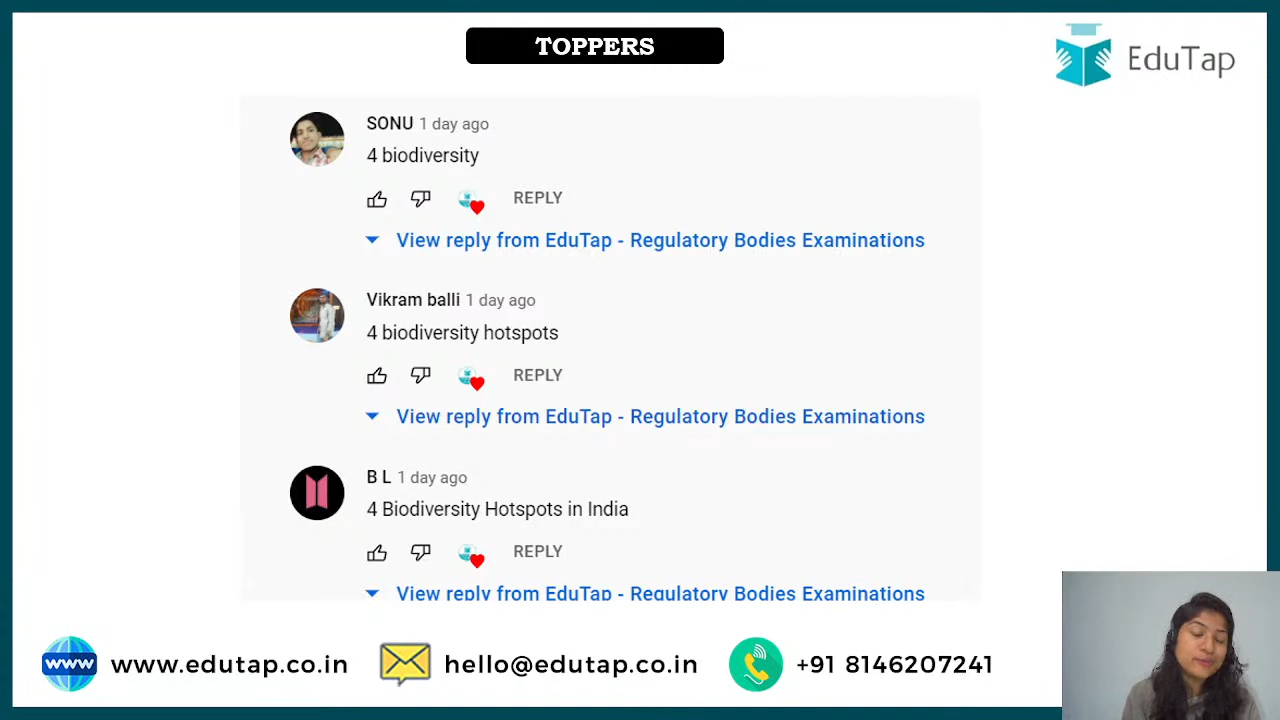 TOPPERS
EduTap
SONU 1 day ago
4 biodiversity
REPLY
View reply from EduTap - Regulatory Bodies Examinations
Vikram balli 1 day ago
4 biodiversity hotspots
REPLY
View reply from EduTap - Regulatory Bodies Examinations
B L 1 day ago
4 Biodiversity Hotspots in India
REPLY
View reply from EduTap - Regulatory Bodies Examinations
www www.edutap.co.in hello@edutap.co.in +91 8146207241